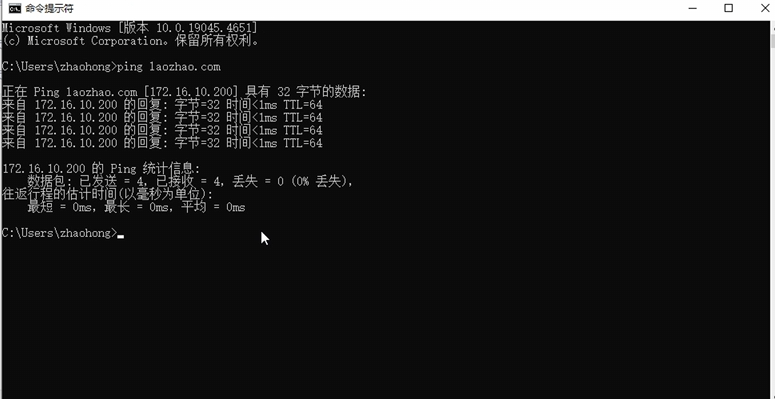 命令提示符
Microsoft Windows [版本 10.0.19045.4651]
(c) Microsoft Corporation。保留所有权利。
C:\Users\zhaohong>ping laozhao.com
正在 Ping laozhao.com [172.16.10.200] 具有 32 字节的数据:
来自 172.16.10.200 的回复: 字节=32 时间<1ms TTL=64
来自 172.16.10.200 的回复: 字节=32 时间<1ms TTL=64
来自 172.16.10.200 的回复: 字节=32 时间<1ms TTL=64
来自 172.16.10.200 的回复: 字节=32 时间<1ms TTL=64
172.16.10.200 的 Ping 统计信息:
数据包: 已发送 = 4，已接收 = 4，丢失 = 0 (0% 丢失)，
往返行程的估计时间(以毫秒为单位):
最短 = 0ms，最长 = 0ms，平均 = 0ms
C:\Users\zhaohong>